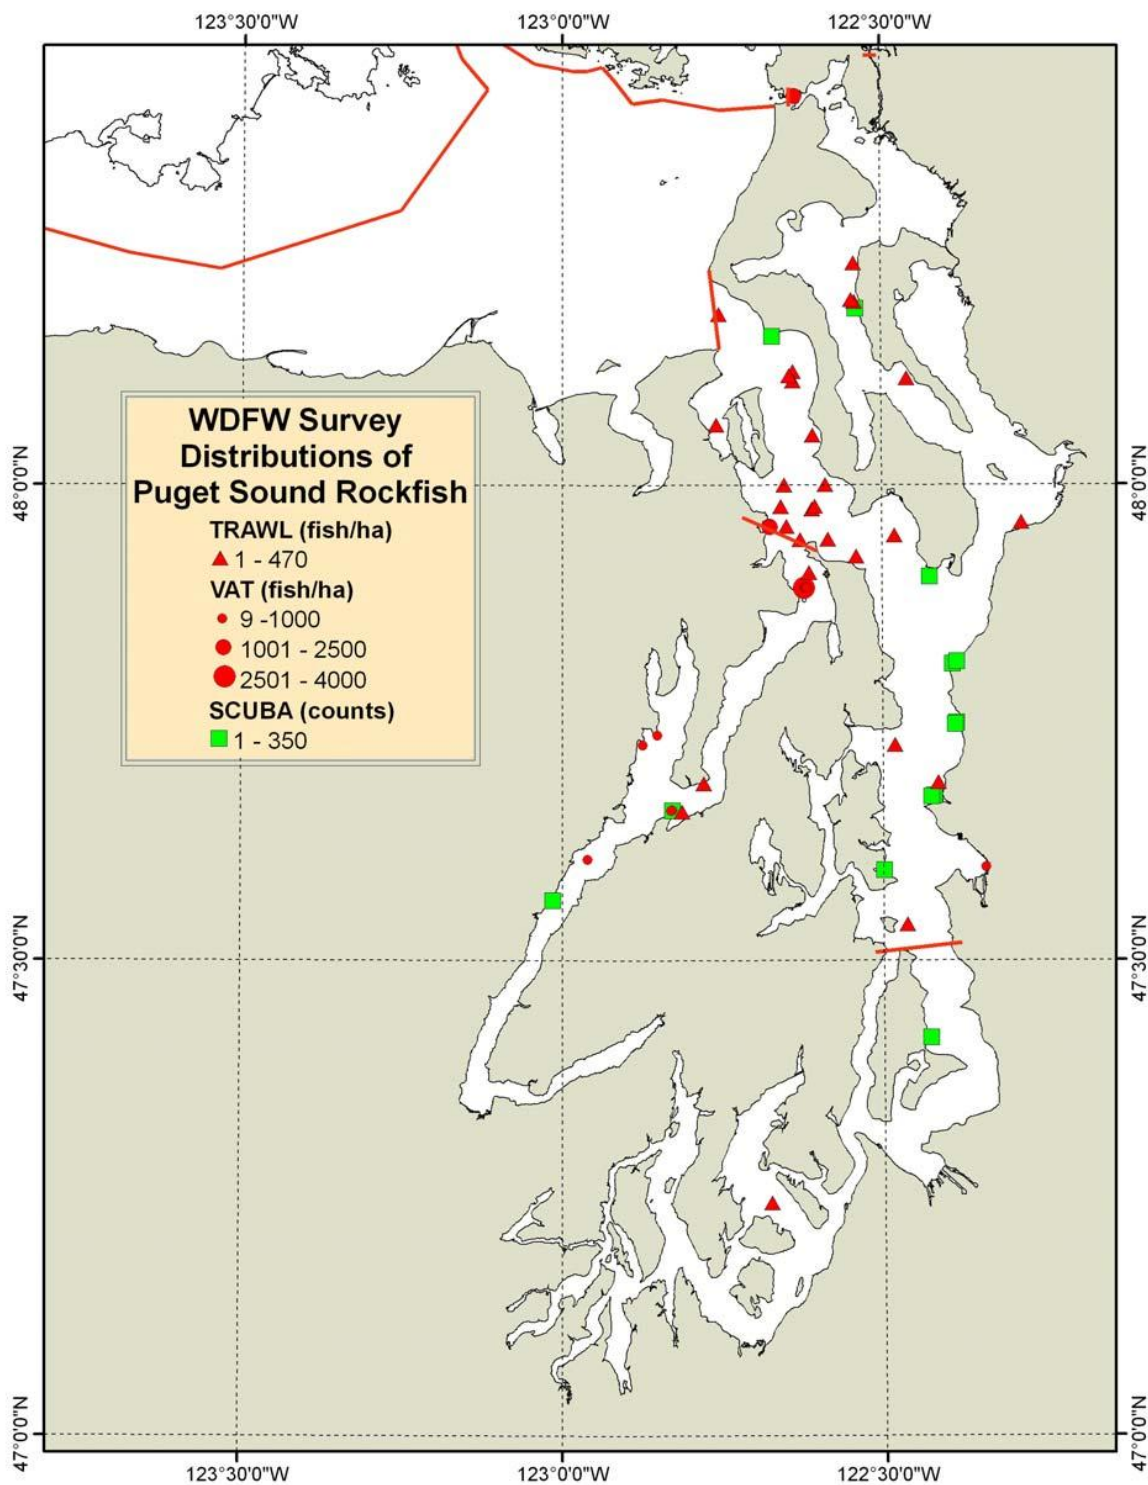 123°30'0"W 123°0'0"W 122°30'0"W
WDFW Survey
Distributions of
Puget Sound Rockfish
TRAWL (fish/ha)
1 - 470
VAT (fish/ha)
9 -1000
1001 - 2500
2501 - 4000
SCUBA (counts)
1 - 350
48°0'0"N 48°0'0"N
47°30'0"N 47°30'0"N
47°0'0"N 47°0'0"N
123°30'0"W 123°0'0"W 122°30'0"W